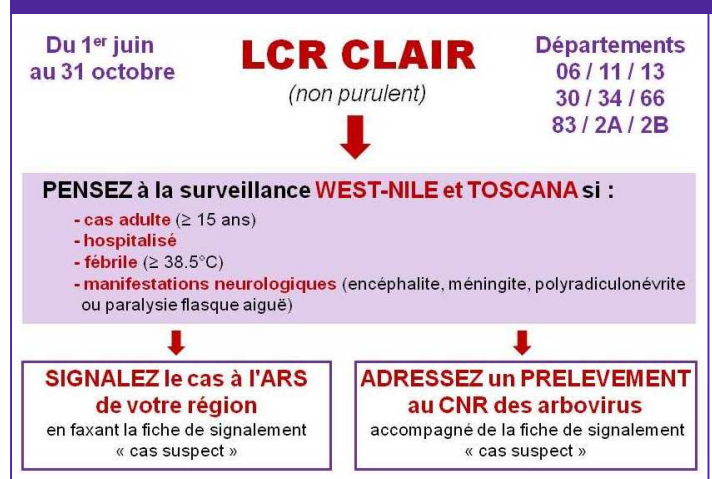 Du 1er juin
au 31 octobre
LCR CLAIR
(non purulent)
Départements
06 / 11 / 13
30 / 34 / 66
83 / 2A / 2B
PENSEZ à la surveillance WEST-NILE et TOSCANA si :
- cas adulte (≥ 15 ans)
- hospitalisé
- fébrile (≥ 38.5°C)
- manifestations neurologiques (encéphalite, méningite, polyradiculonévrite
ou paralysie flasque aiguë)
SIGNALEZ le cas à l'ARS
de votre région
en faxant la fiche de signalement
« cas suspect »
ADRESSEZ un PRELEVEMENT
au CNR des arbovirus
accompagné de la fiche de signalement
« cas suspect »